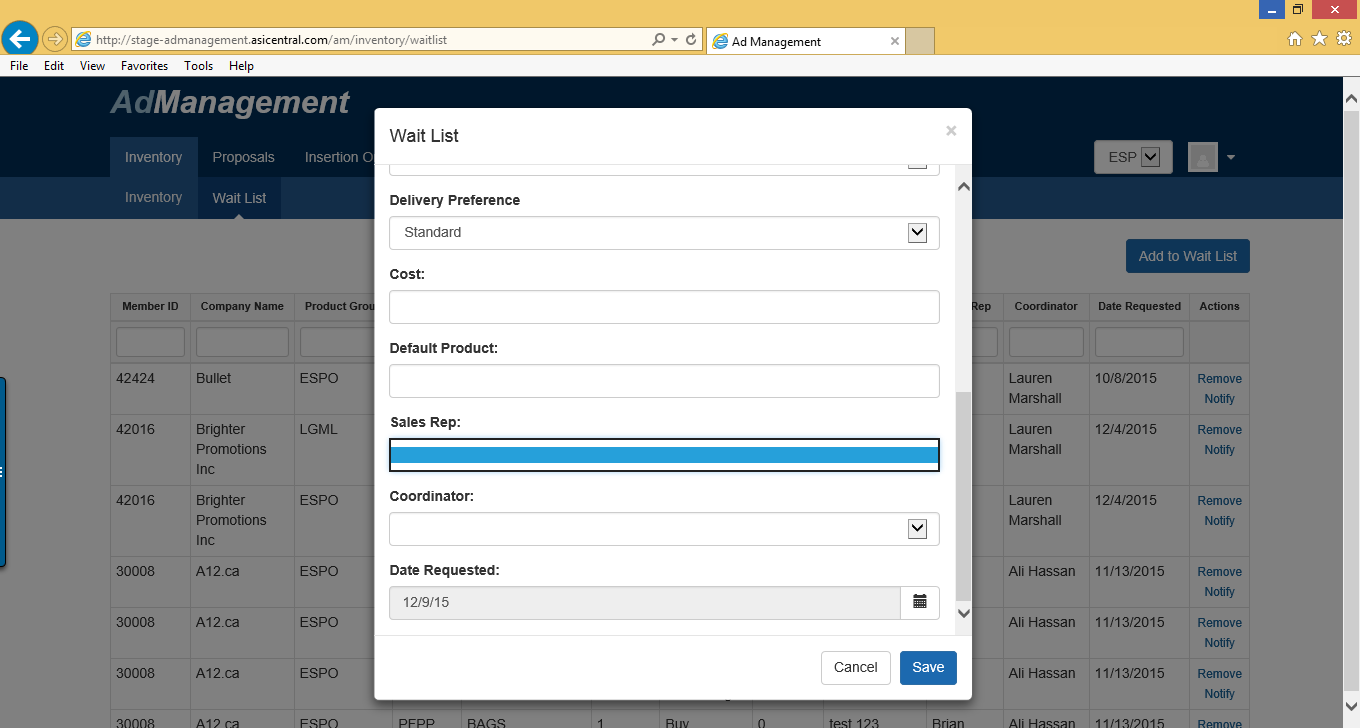 http://stage-admanagement.asicentral.com/am/inventory/waitlist
Ad Management
File Edit View Favorites Tools Help
AdManagement
Inventory Proposals Insertion O
ESP
Inventory Wait List
Add to Wait List
Wait List
Delivery Preference
Standard
Cost:
Default Product:
Sales Rep:
Coordinator:
Date Requested:
12/9/15
Cancel Save
Member ID Company Name Product Grou Rep Coordinator Date Requested Actions
42424 Bullet ESPO Lauren Marshall 10/8/2015 Remove Notify
42016 Brighter Promotions Inc LGML Lauren Marshall 12/4/2015 Remove Notify
42016 Brighter Promotions Inc ESPO Lauren Marshall 12/4/2015 Remove Notify
30008 A12.ca ESPO Ali Hassan 11/13/2015 Remove Notify
30008 A12.ca ESPO Ali Hassan 11/13/2015 Remove Notify
30008 A12.ca ESPO Ali Hassan 11/13/2015 Remove Notify
30008 A12.ca ESPO PEPP BAGS 1 Buy 0 test 123 Brian Ali Hassan 11/13/2015 Remove